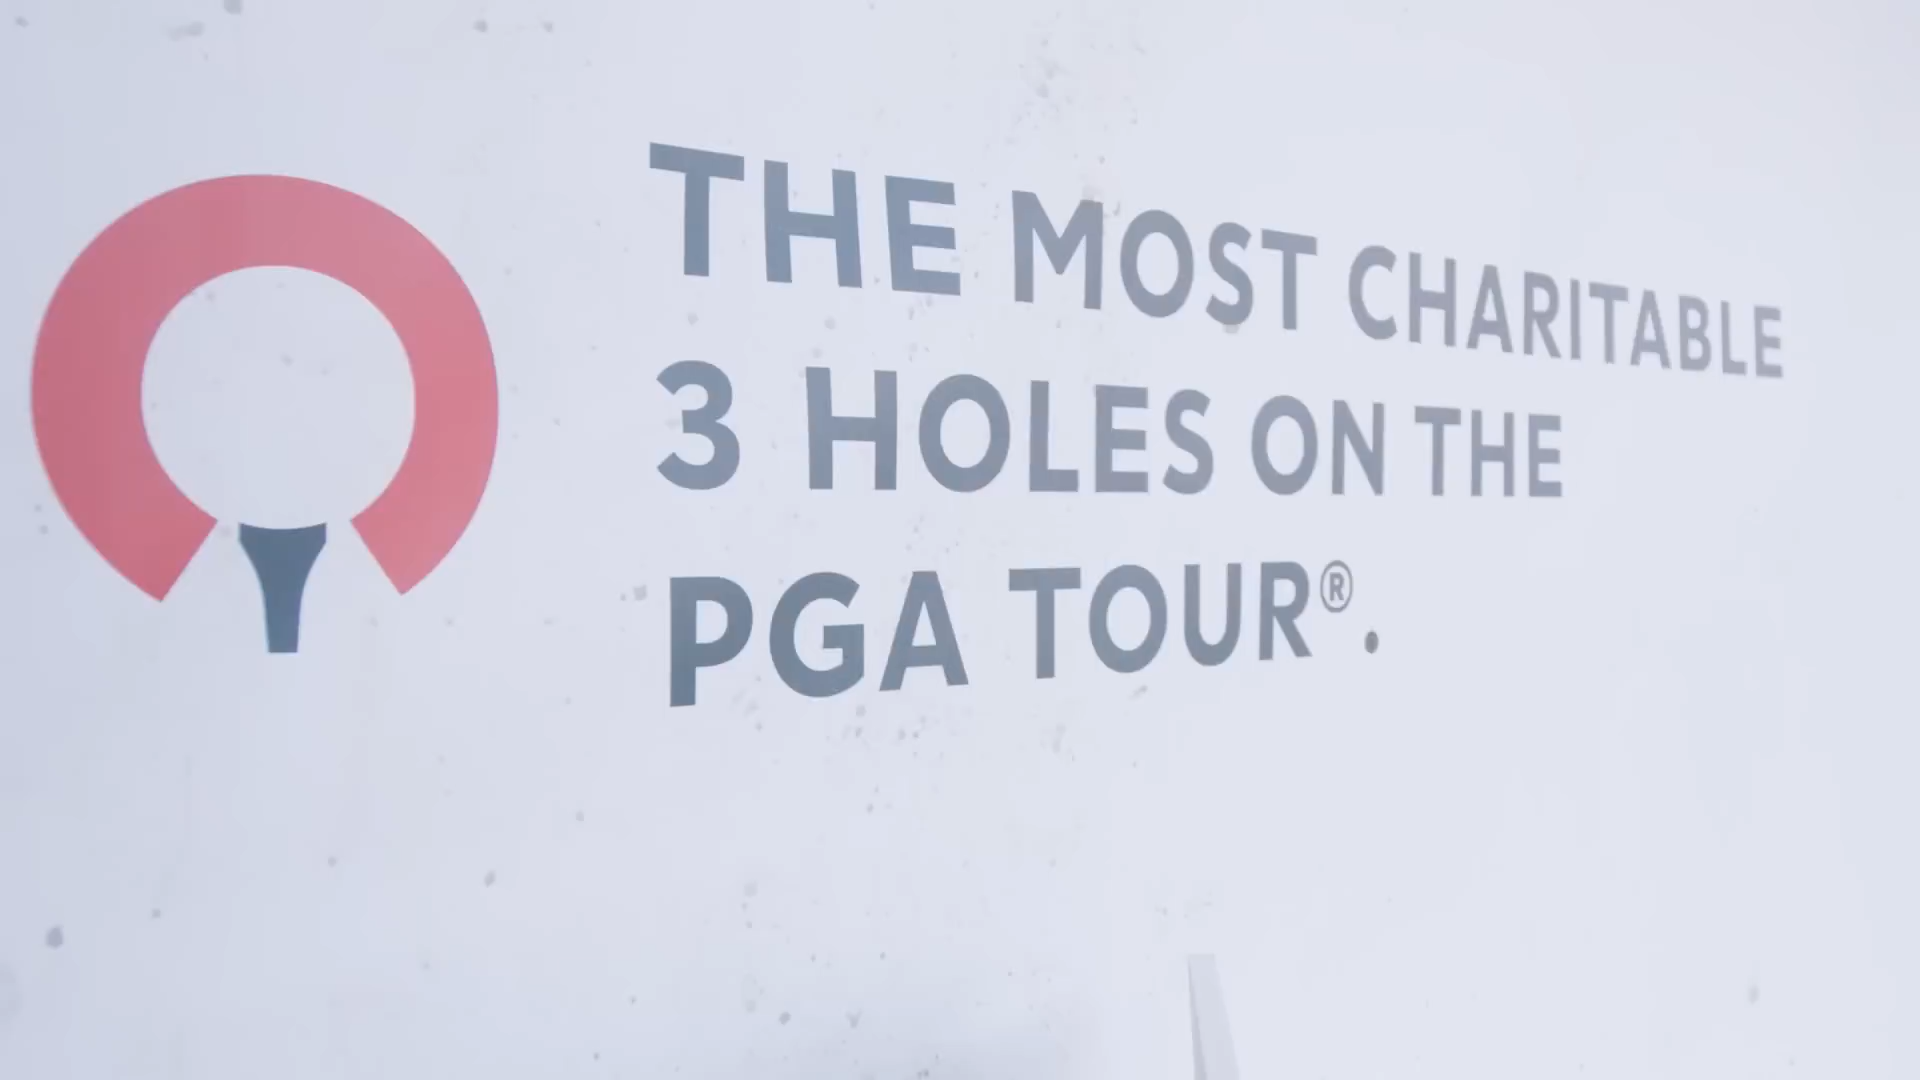 THE MOST CHARITABLE
3 HOLES ON THE
PGA TOUR®.